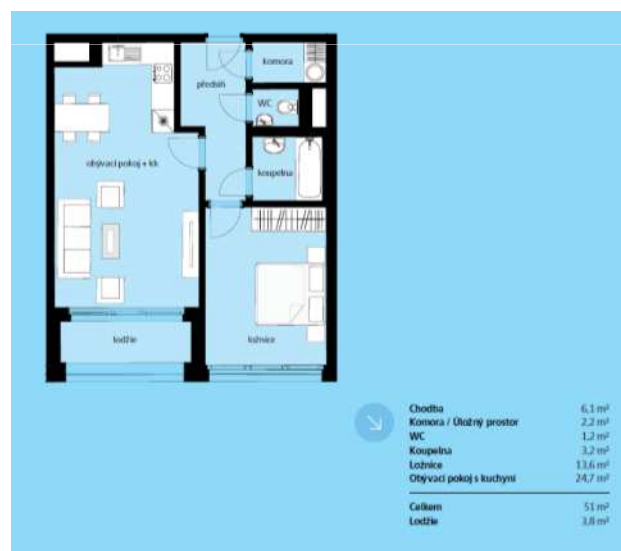 komora
předsíň
WC
obývací pokoj + kk
koupelna
lodžie
ložnice
Chodba 6,1 m²
Komora / Úložný prostor 2,2 m²
WC 1,2 m²
Koupelna 3,2 m²
Ložnice 13,6 m²
Obývací pokoj s kuchyní 24,7 m²
Celkem 51 m²
Lodžie 3,8 m²